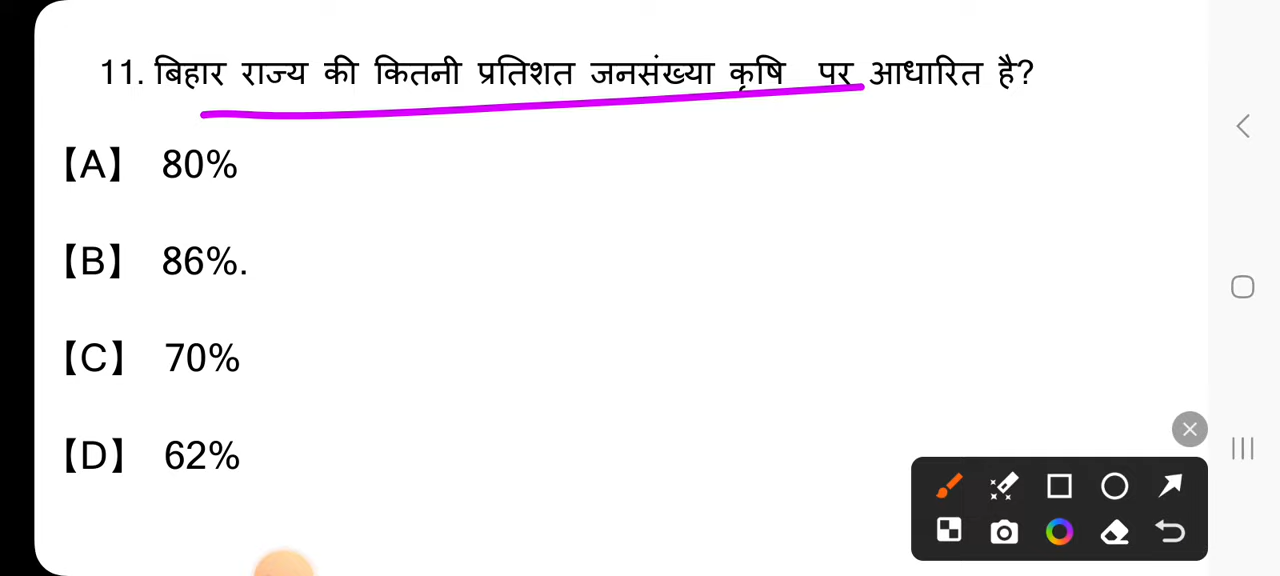 11. बिहार राज्य की कितनी प्रतिशत जनसंख्या कृषि पर आधारित है?
【A】 80%
【B】 86%.
【C】 70%
【D】 62%